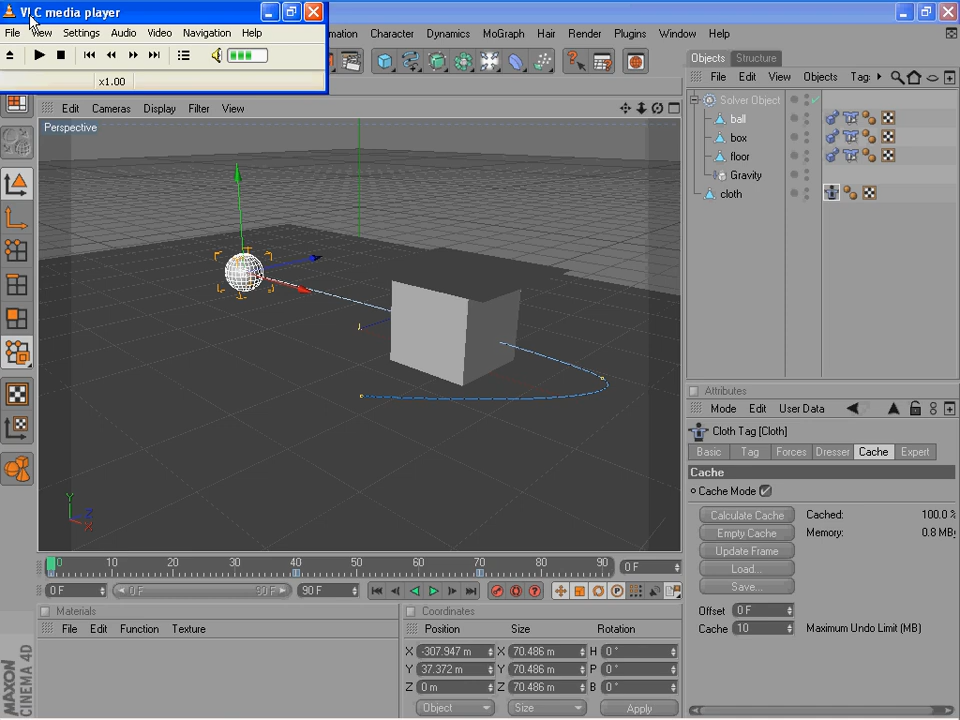 VLC media player
File View Settings Audio Video Navigation Help
mation Character Dynamics MoGraph Hair Render Plugins Window Help
x1.00
Objects Structure
File Edit View Objects Tag:
Edit Cameras Display Filter View
Perspective
Solver Object
ball
box
floor
Gravity
cloth
Attributes
Mode Edit User Data
Cloth Tag [Cloth]
Basic Tag Forces Dresser Cache Expert
Cache
Cache Mode
Calculate Cache Cached: 100.0 %
Empty Cache Memory: 0.8 MB
Update Frame
Load...
Save...
Offset 0 F
Cache 10 Maximum Undo Limit (MB)
Y
Z
X
0 10 20 30 40 50 60 70 80 90 0 F
0 F 0 F 90 F 90 F
Materials
File Edit Function Texture
Coordinates
Position Size Rotation
X -307.947 m X 70.486 m H 0 °
Y 37.372 m Y 70.486 m P 0 °
Z 0 m Z 70.486 m B 0 °
Object Size Apply
MAXON
CINEMA 4D